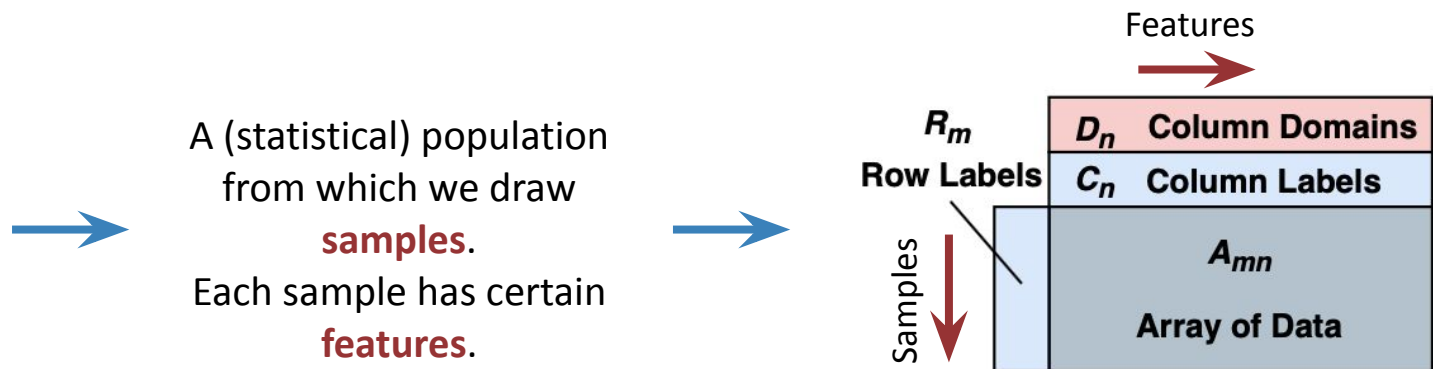 A (statistical) population
from which we draw
samples.
Each sample has certain
features.
Features
R_m
Row Labels
D_n Column Domains
C_n Column Labels
Samples
A_mn
Array of Data